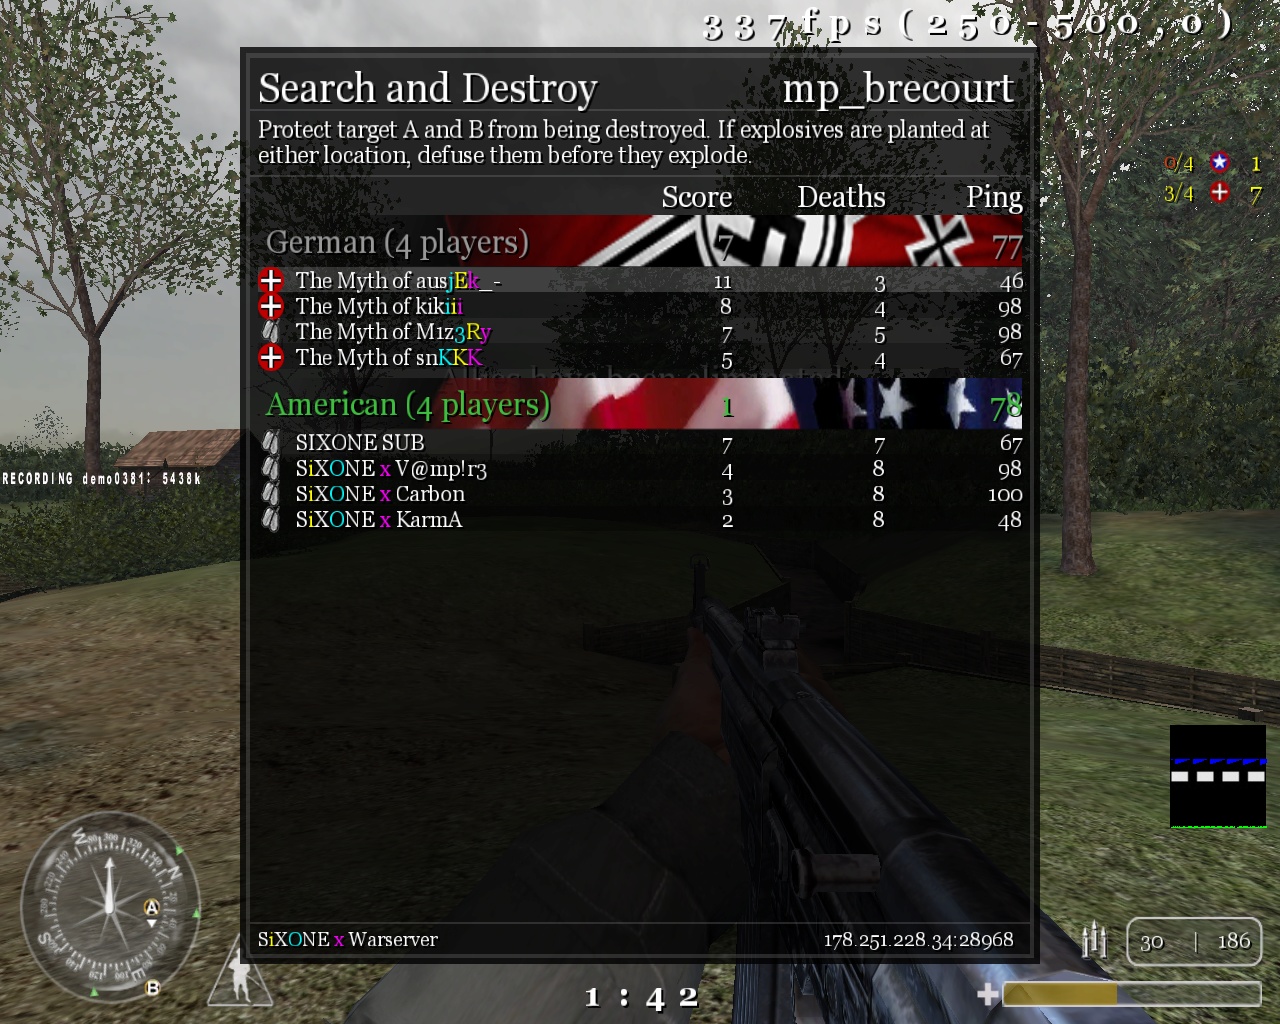 337fps(250-500,0)
Search and Destroy mp_brecourt
Protect target A and B from being destroyed. If explosives are planted at
either location, defuse them before they explode.
0/4 1
3/4 7
Score Deaths Ping
German (4 players) 7 77
The Myth of ausjEk_- 11 3 46
The Myth of kikiii 8 4 98
The Myth of M1z3Ry 7 5 98
The Myth of snKKK 5 4 67
American (4 players) 1 78
SIXONE SUB 7 7 67
SiXONE x V@mp!r3 4 8 98
SiXONE x Carbon 3 8 100
SiXONE x KarmA 2 8 48
RECORDING demo0381: 5438k
A
B
SiXONE x Warserver 178.251.228.34:28968
30 | 186
1:42